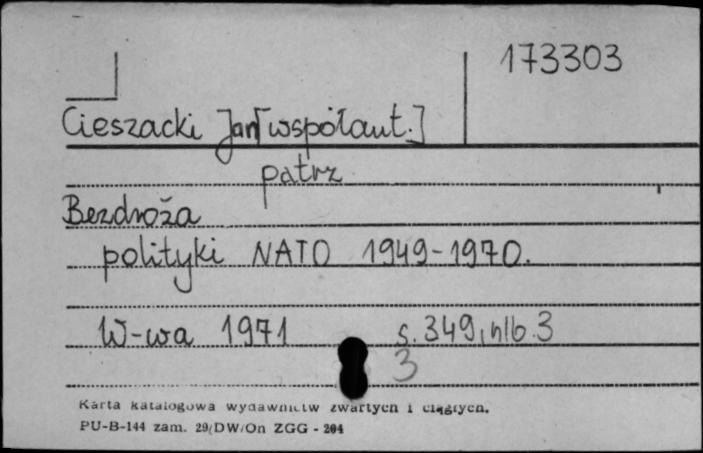 173303
Cieszacki Jan [współaut.]
patrz
Bezdroża
polityki NATO 1949-1970.
W-wa 1971 s. 349, nlb. 3
3
Karta katalogowa wydawnictw zwartych i ciągłych.
PU-B-144 zam. 29/DW/On ZGG - 204